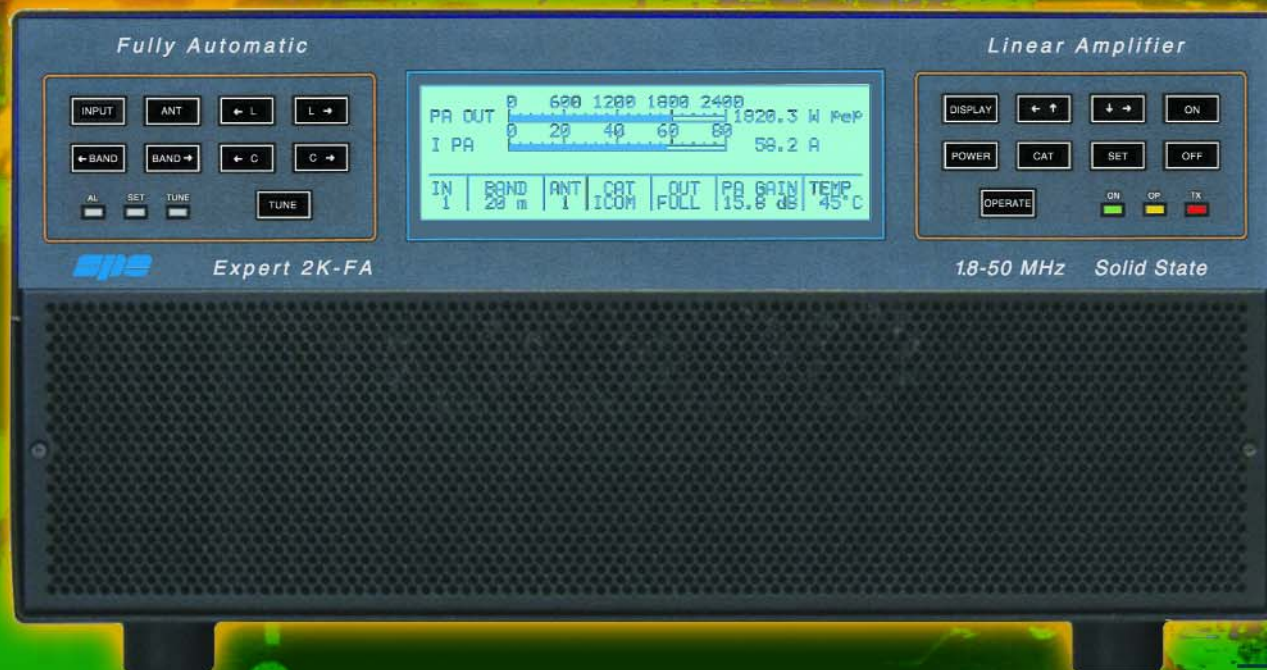 Fully Automatic
Linear Amplifier
INPUT ANT ← L L →
← BAND BAND → ← C C →
AL SET TUNE TUNE
0 600 1200 1800 2400
PA OUT 1820.3 W pep
0 20 40 60 80
I PA 58.2 A
IN BAND ANT CAT OUT PA GAIN TEMP
1 20 m 1 ICOM FULL 15.8 dB 45°C
DISPLAY ← ↑ ↓ → ON
POWER CAT SET OFF
OPERATE ON OP TX
spe Expert 2K-FA
1.8-50 MHz Solid State